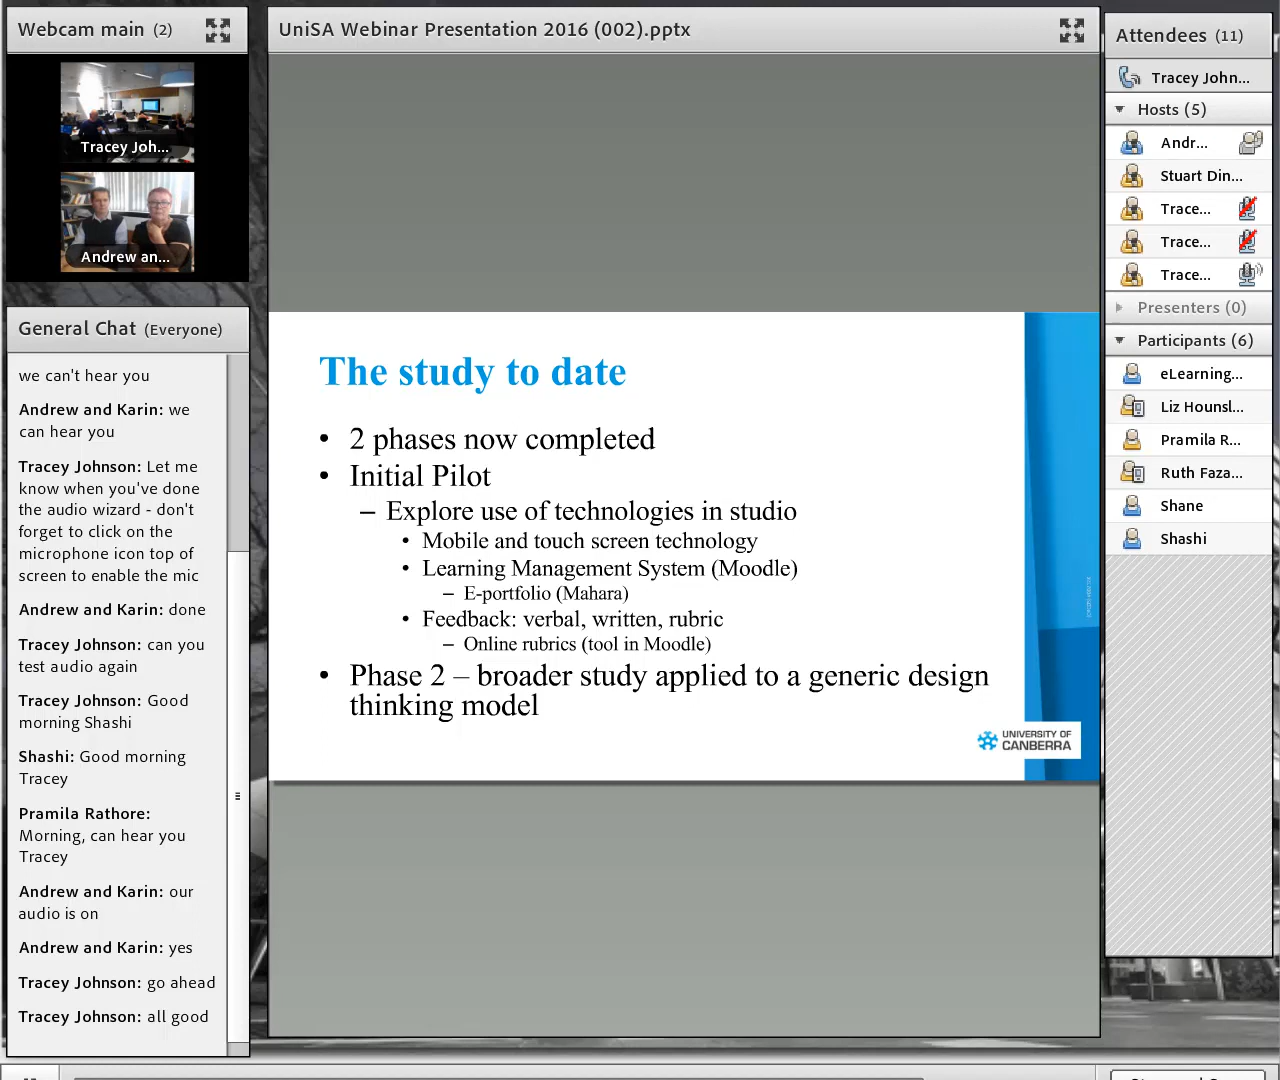 Webcam main (2)
Tracey Joh...
Andrew an...
General Chat (Everyone)
we can't hear you
Andrew and Karin: we
can hear you
Tracey Johnson: Let me
know when you've done
the audio wizard - don't
forget to click on the
microphone icon top of
screen to enable the mic
Andrew and Karin: done
Tracey Johnson: can you
test audio again
Tracey Johnson: Good
morning Shashi
Shashi: Good morning
Tracey
Pramila Rathore:
Morning, can hear you
Tracey
Andrew and Karin: our
audio is on
Andrew and Karin: yes
Tracey Johnson: go ahead
Tracey Johnson: all good
UniSA Webinar Presentation 2016 (002).pptx
The study to date
• 2 phases now completed
• Initial Pilot
– Explore use of technologies in studio
• Mobile and touch screen technology
• Learning Management System (Moodle)
– E-portfolio (Mahara)
• Feedback: verbal, written, rubric
– Online rubrics (tool in Moodle)
• Phase 2 – broader study applied to a generic design
thinking model
UNIVERSITY OF
CANBERRA
Attendees (11)
Tracey John...
Hosts (5)
Andr...
Stuart Din...
Trace...
Trace...
Trace...
Presenters (0)
Participants (6)
eLearning...
Liz Hounsl...
Pramila R...
Ruth Faza...
Shane
Shashi